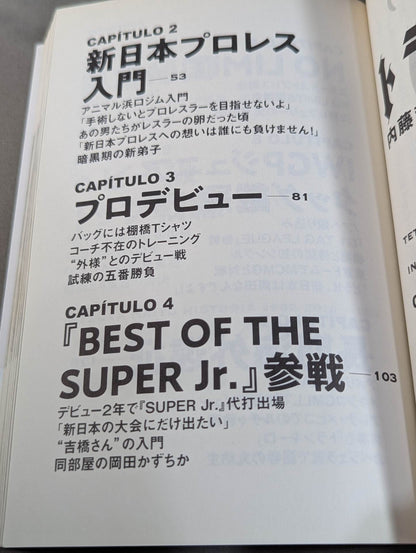 CAPÍTULO 2
新日本プロレス
入門—53
アニマル浜口ジム入門
「手術しないとプロレスラーを目指せないよ」
あの男たちがレスラーの卵だった頃
「新日本プロレスへの想いは誰にも負けません!」
暗黒期の新弟子
CAPÍTULO 3
プロデビュー—81
バッグには棚橋Tシャツ
コーチ不在のトレーニング
“外様”とのデビュー戦
試練の五番勝負
CAPÍTULO 4
『BEST OF THE
SUPER Jr.』参戦—103
デビュー2年で『SUPER Jr.』代打出場
「新日本の大会にだけ出たい」
“吉橋さん”の入門
同部屋の岡田かずちか
内藤
TET
IN